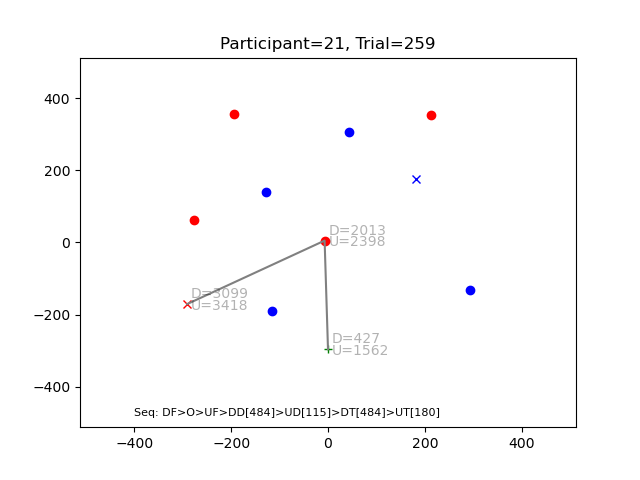 Participant=21, Trial=259
400
200
0
−200
−400
D=2013
U=2398
D=3099
U=3418
D=427
U=1562
Seq: DF>O>UF>DD[484]>UD[115]>DT[484]>UT[180]
−400
−200
0
200
400